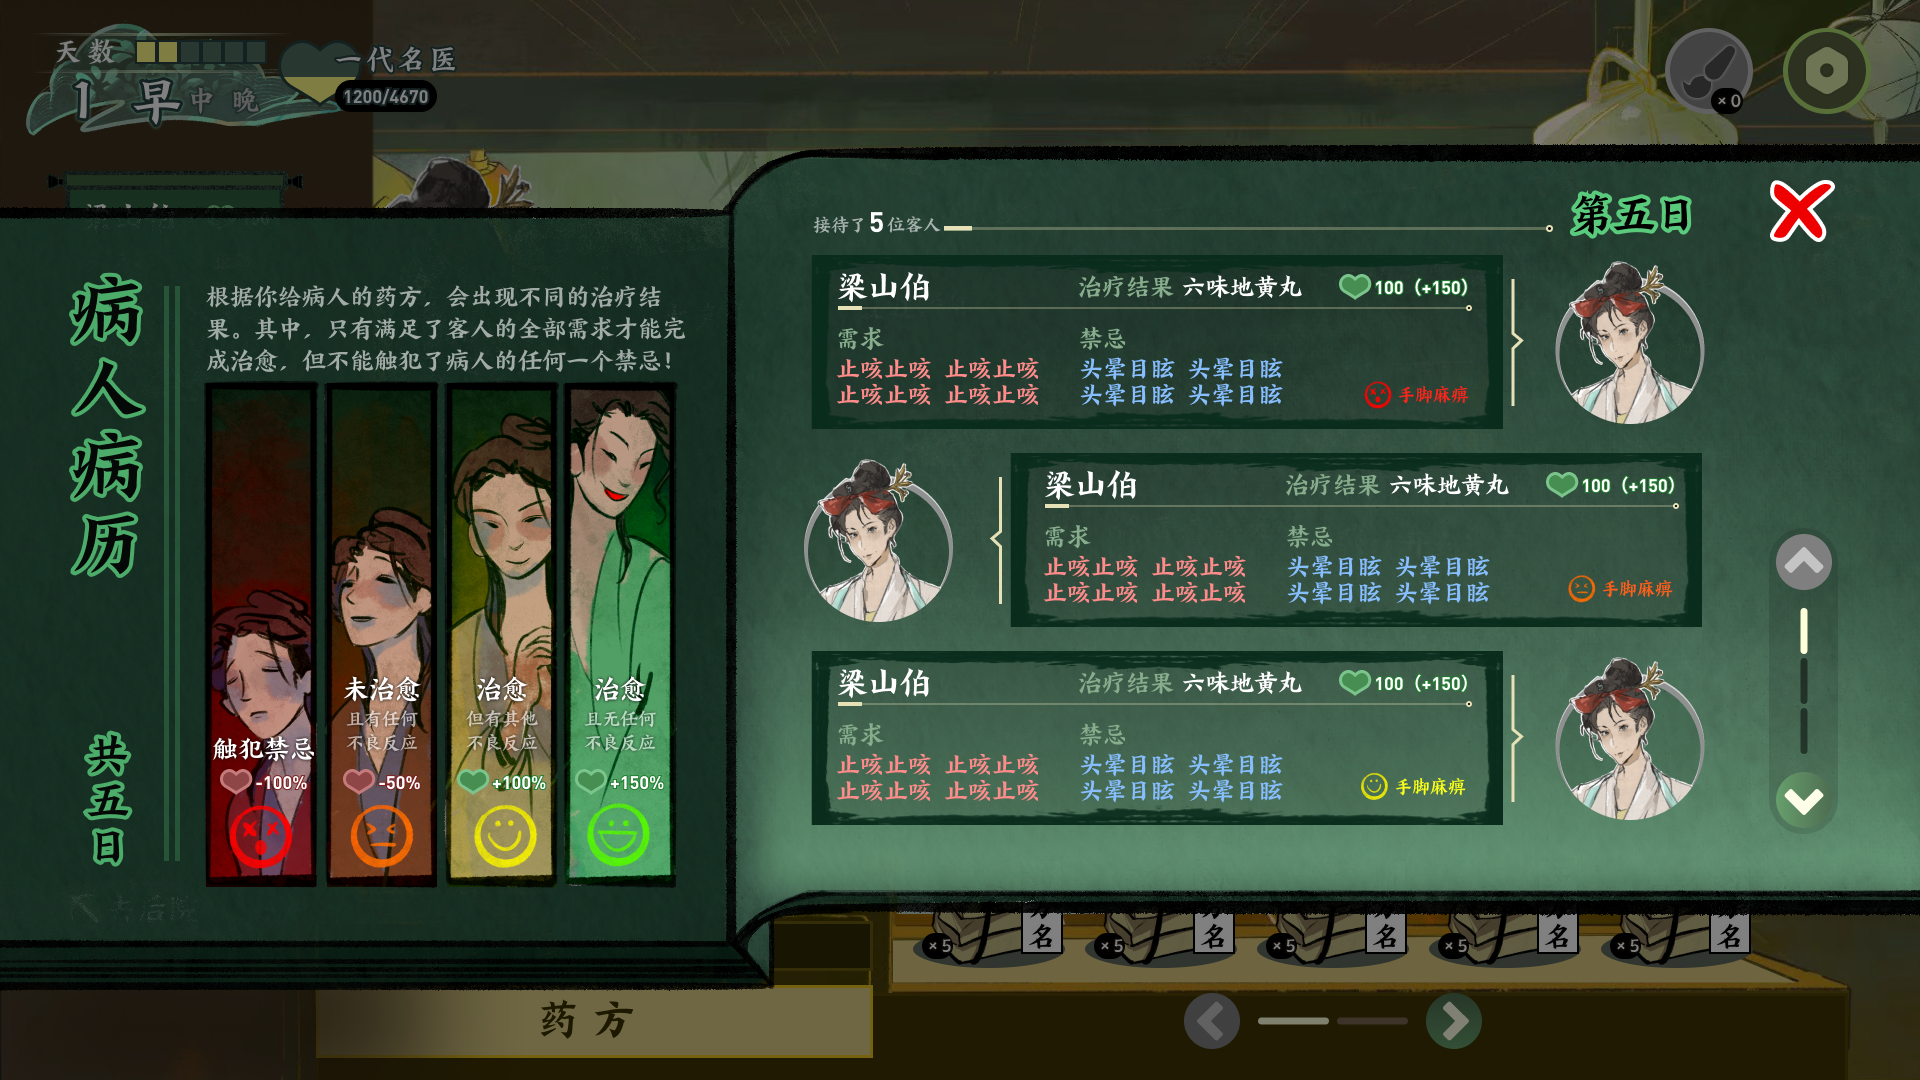 天数
1 早 中 晚
一代名医
1200/4670
×0
病人病历
共五日
根据你给病人的药方，会出现不同的治疗结
果。其中，只有满足了客人的全部需求才能完
成治愈，但不能触犯了病人的任何一个禁忌！
触犯禁忌
-100%
未治愈
且有任何
不良反应
-50%
治愈
但有其他
不良反应
+100%
治愈
且无任何
不良反应
+150%
接待了5位客人
第五日
梁山伯 治疗结果 六味地黄丸 100（+150）
需求 禁忌
止咳止咳 止咳止咳 头晕目眩 头晕目眩
止咳止咳 止咳止咳 头晕目眩 头晕目眩
手脚麻痹
梁山伯 治疗结果 六味地黄丸 100（+150）
需求 禁忌
止咳止咳 止咳止咳 头晕目眩 头晕目眩
止咳止咳 止咳止咳 头晕目眩 头晕目眩
手脚麻痹
梁山伯 治疗结果 六味地黄丸 100（+150）
需求 禁忌
止咳止咳 止咳止咳 头晕目眩 头晕目眩
止咳止咳 止咳止咳 头晕目眩 头晕目眩
手脚麻痹
×5 名 ×5 名 ×5 名 ×5 名 ×5 名
药方